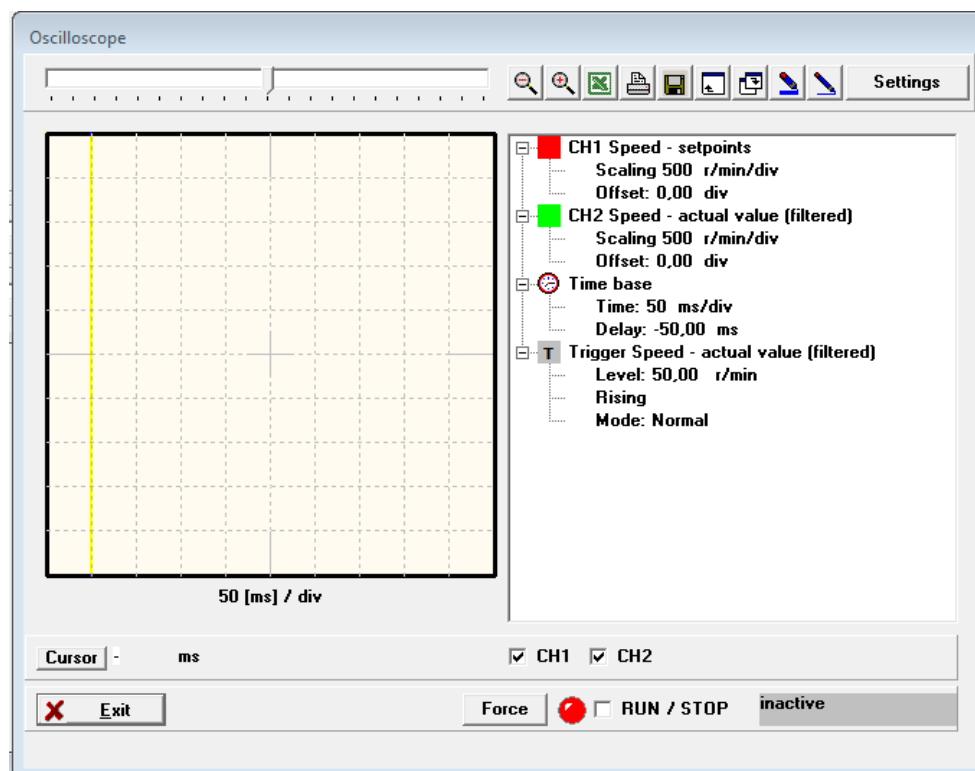 Oscilloscope
Settings
CH1 Speed - setpoints
Scaling 500 r/min/div
Offset: 0,00 div
CH2 Speed - actual value (filtered)
Scaling 500 r/min/div
Offset: 0,00 div
Time base
Time: 50 ms/div
Delay: -50,00 ms
T Trigger Speed - actual value (filtered)
Level: 50,00 r/min
Rising
Mode: Normal
50 [ms] / div
Cursor - ms
CH1 CH2
Exit
Force RUN / STOP inactive